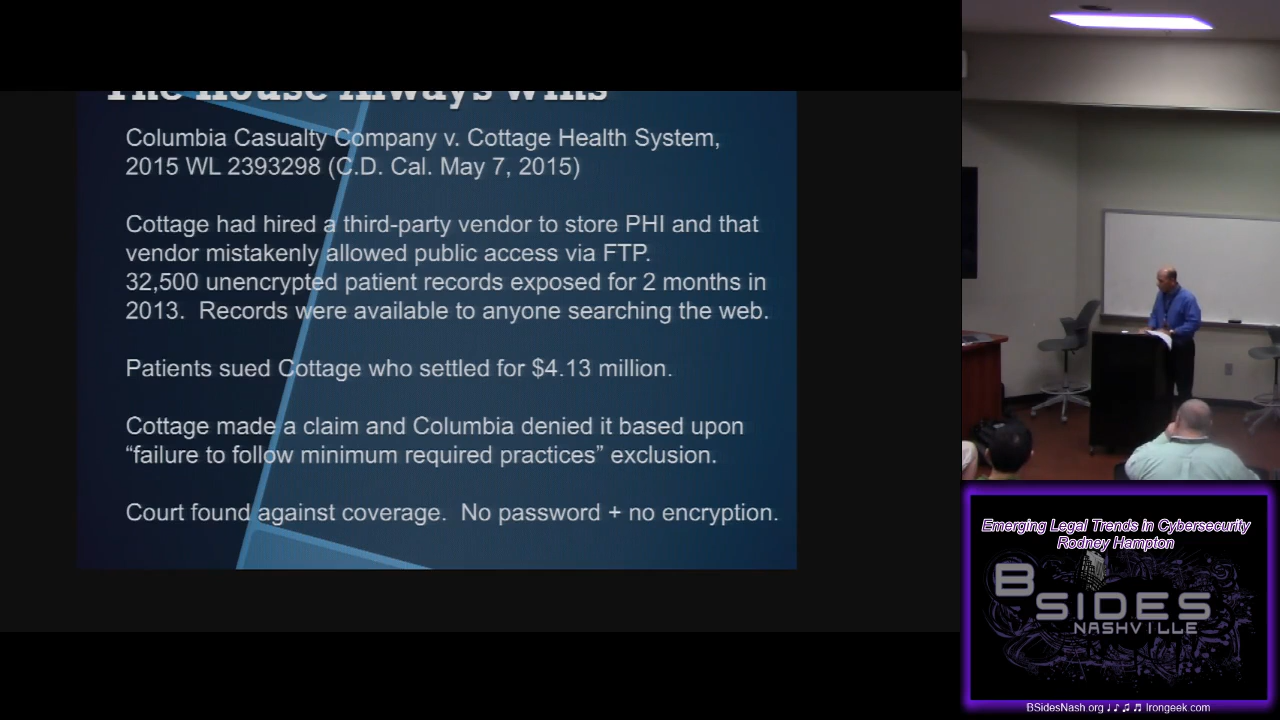 The House Always Wins
Columbia Casualty Company v. Cottage Health System,
2015 WL 2393298 (C.D. Cal. May 7, 2015)
Cottage had hired a third-party vendor to store PHI and that
vendor mistakenly allowed public access via FTP.
32,500 unencrypted patient records exposed for 2 months in
2013.  Records were available to anyone searching the web.
Patients sued Cottage who settled for $4.13 million.
Cottage made a claim and Columbia denied it based upon
“failure to follow minimum required practices” exclusion.
Court found against coverage.  No password + no encryption.
Emerging Legal Trends in Cybersecurity
Rodney Hampton
BSIDES
NASHVILLE
BSidesNash.org ♩ ♪ ♫ ♬ Irongeek.com